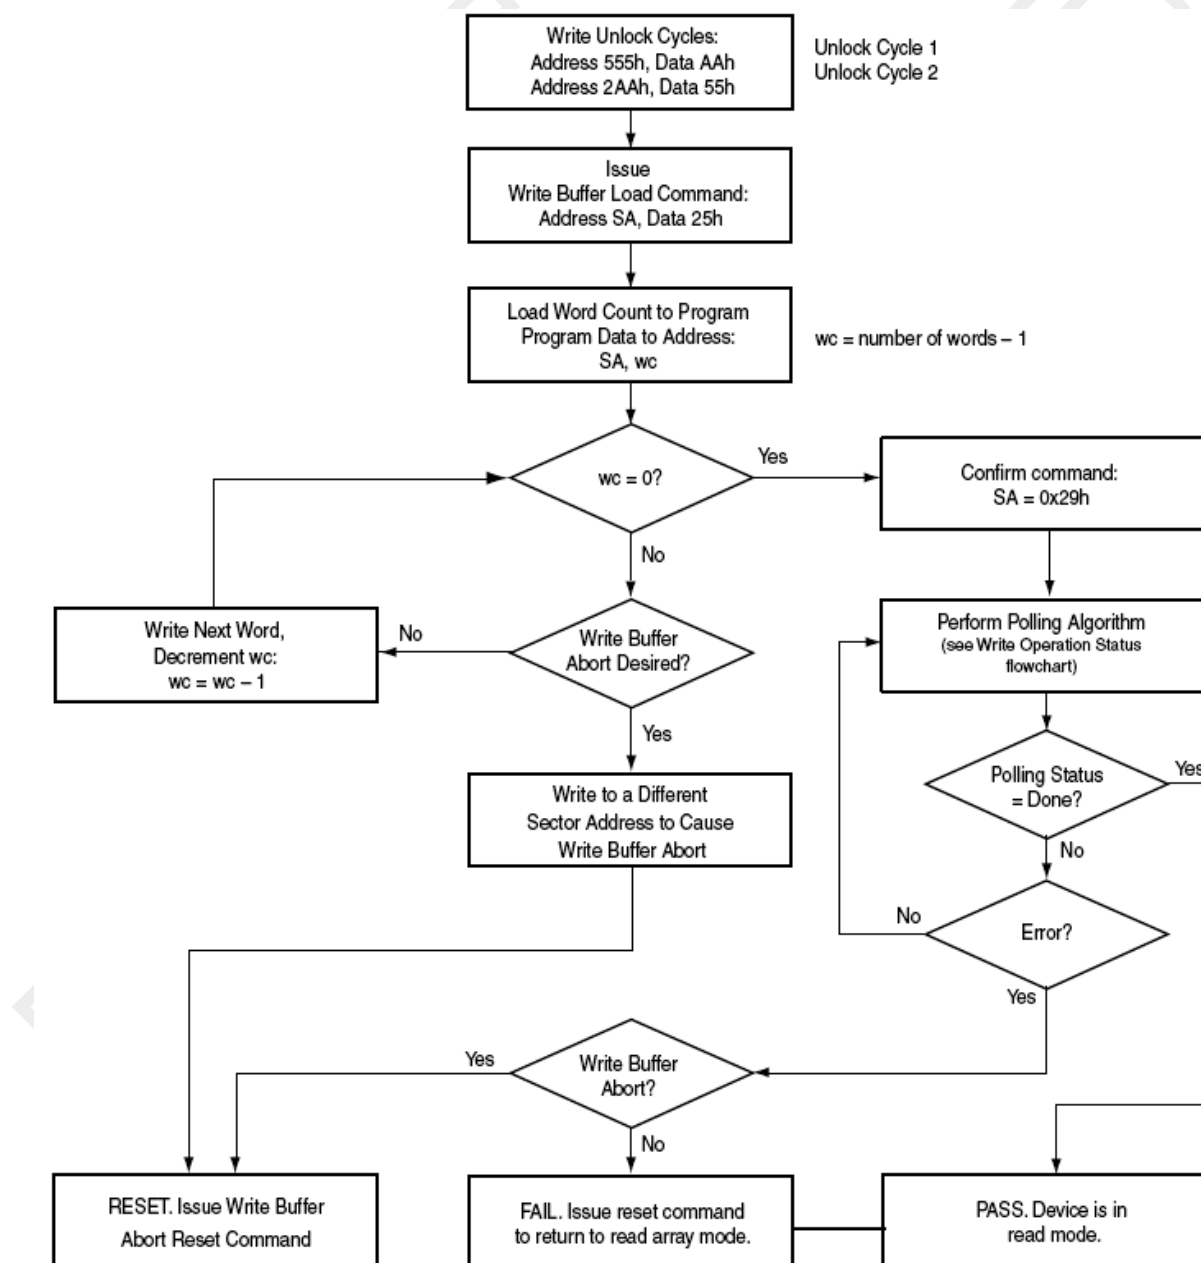 Write Unlock Cycles:
Address 555h, Data AAh
Address 2AAh, Data 55h
Unlock Cycle 1
Unlock Cycle 2
Issue
Write Buffer Load Command:
Address SA, Data 25h
Load Word Count to Program
Program Data to Address:
SA, wc
wc = number of words – 1
wc = 0?
Yes
Confirm command:
SA = 0x29h
No
Write Next Word,
Decrement wc:
wc = wc – 1
No
Write Buffer
Abort Desired?
Perform Polling Algorithm
(see Write Operation Status
flowchart)
Yes
Polling Status
= Done?
Yes
Write to a Different
Sector Address to Cause
Write Buffer Abort
No
No
Error?
Yes
Yes
Write Buffer
Abort?
No
RESET. Issue Write Buffer
Abort Reset Command
FAIL. Issue reset command
to return to read array mode.
PASS. Device is in
read mode.